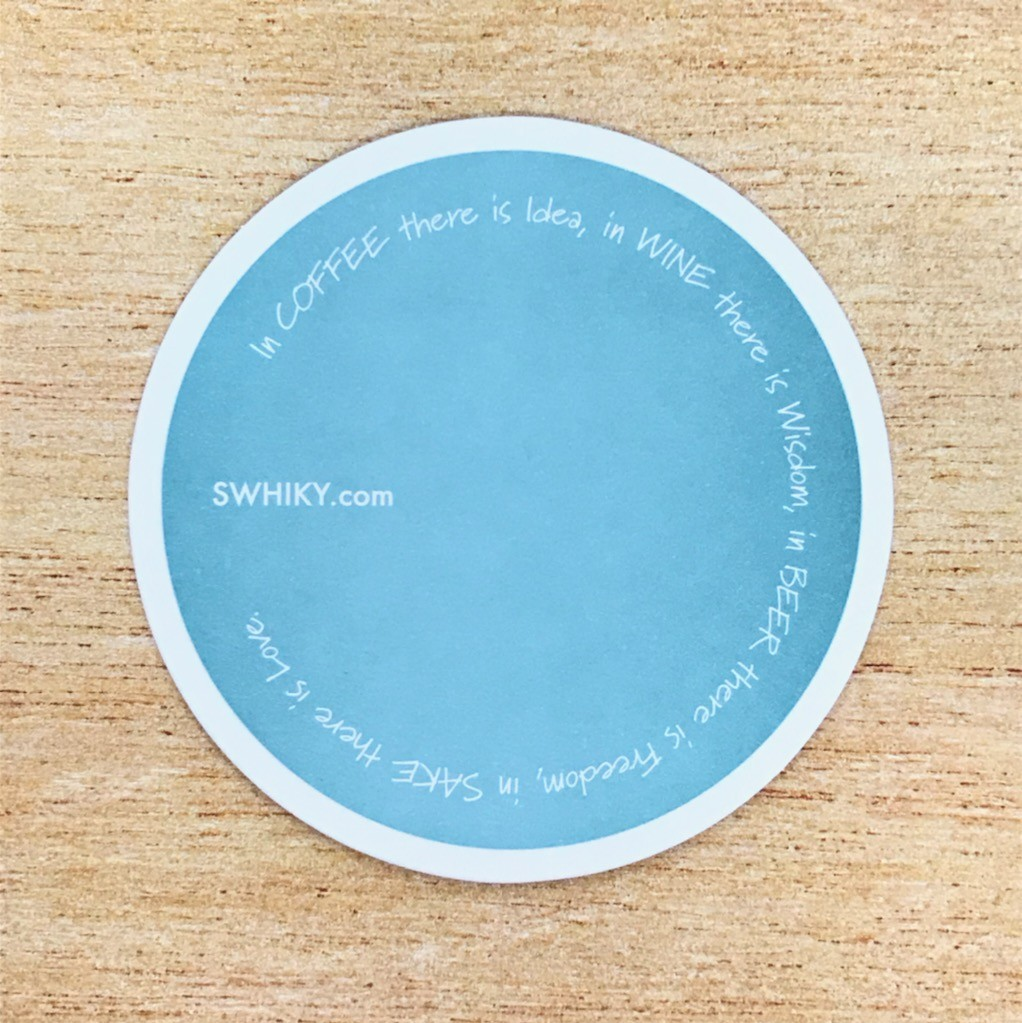 In COFFEE there is Idea, in WINE there is Wisdom, in BEER there is Freedom, in SAKE there is Love.
SWHIKY.com